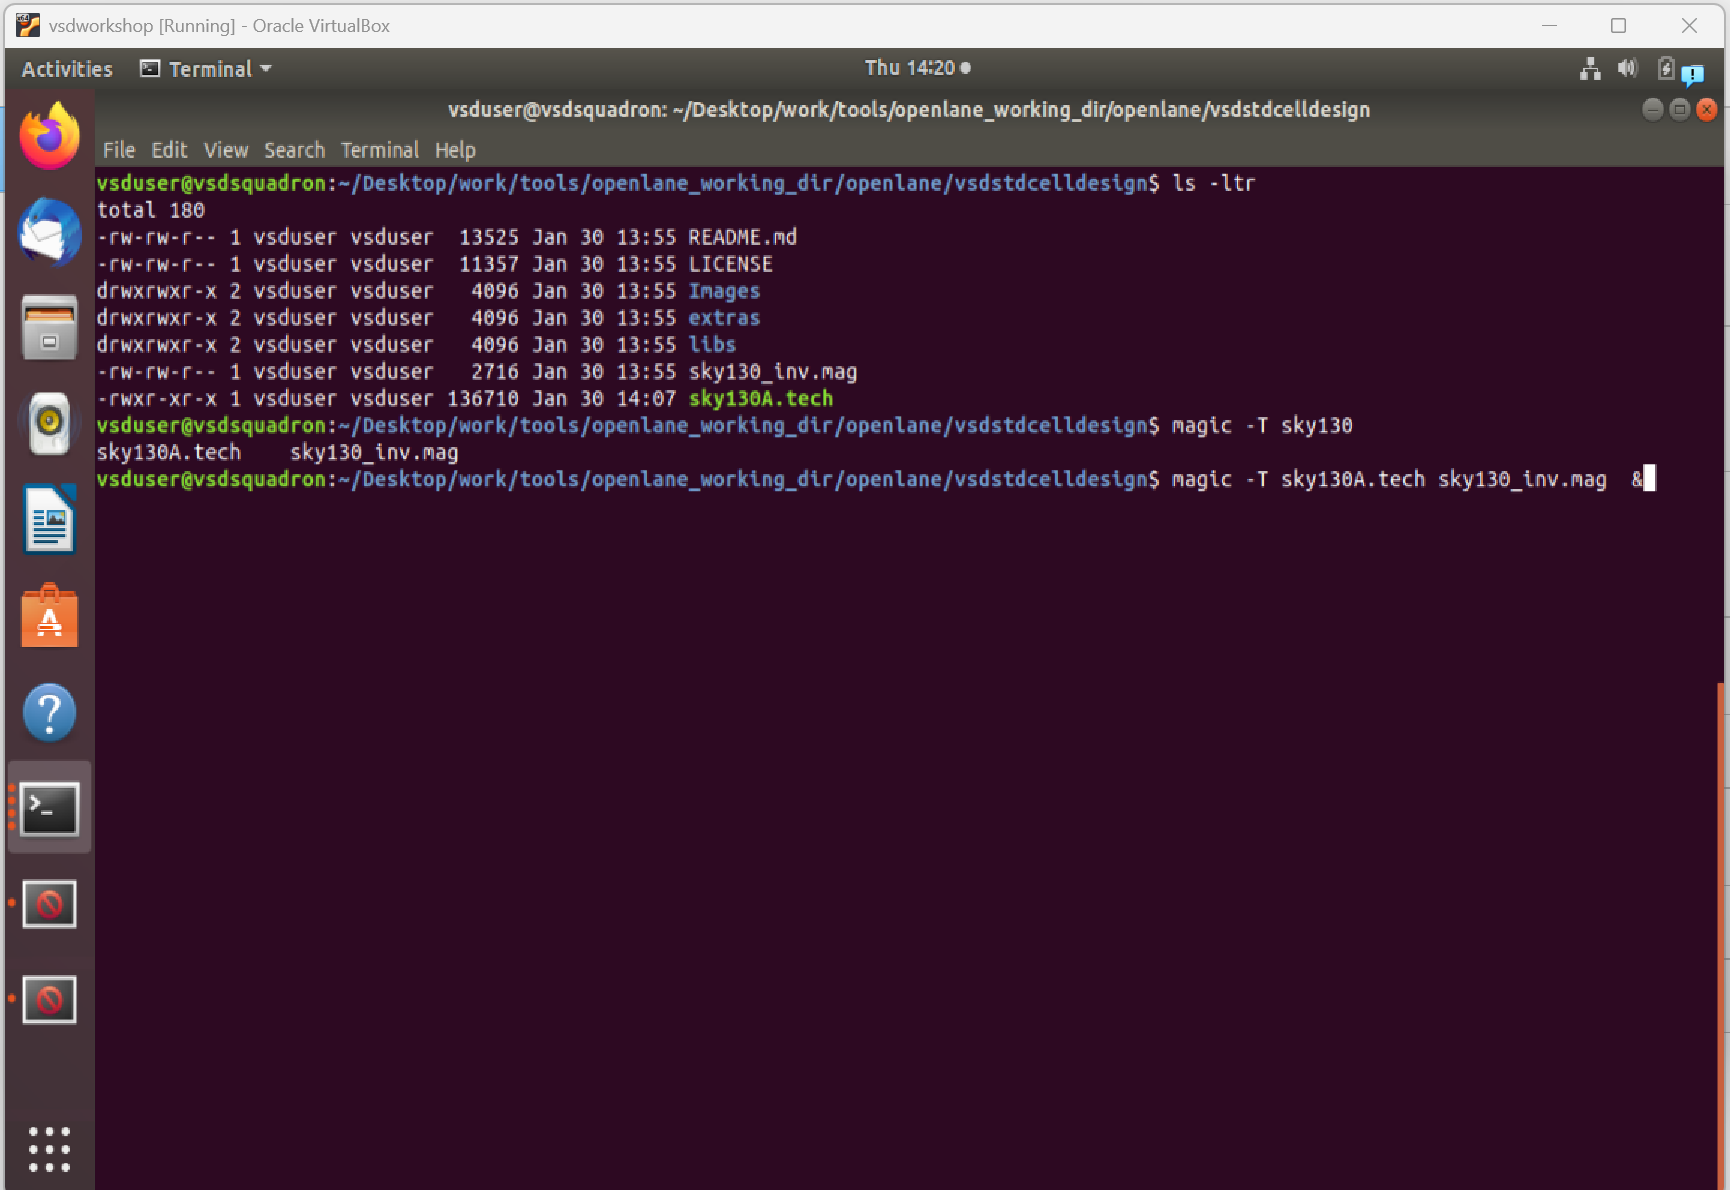 vsdworkshop [Running] - Oracle VirtualBox
Activities Terminal Thu 14:20
vsduser@vsdsquadron: ~/Desktop/work/tools/openlane_working_dir/openlane/vsdstdcelldesign
File Edit View Search Terminal Help
vsduser@vsdsquadron:~/Desktop/work/tools/openlane_working_dir/openlane/vsdstdcelldesign$ ls -ltr
total 180
-rw-rw-r-- 1 vsduser vsduser  13525 Jan 30 13:55 README.md
-rw-rw-r-- 1 vsduser vsduser  11357 Jan 30 13:55 LICENSE
drwxrwxr-x 2 vsduser vsduser   4096 Jan 30 13:55 Images
drwxrwxr-x 2 vsduser vsduser   4096 Jan 30 13:55 extras
drwxrwxr-x 2 vsduser vsduser   4096 Jan 30 13:55 libs
-rw-rw-r-- 1 vsduser vsduser   2716 Jan 30 13:55 sky130_inv.mag
-rwxr-xr-x 1 vsduser vsduser 136710 Jan 30 14:07 sky130A.tech
vsduser@vsdsquadron:~/Desktop/work/tools/openlane_working_dir/openlane/vsdstdcelldesign$ magic -T sky130
sky130A.tech    sky130_inv.mag
vsduser@vsdsquadron:~/Desktop/work/tools/openlane_working_dir/openlane/vsdstdcelldesign$ magic -T sky130A.tech sky130_inv.mag  &